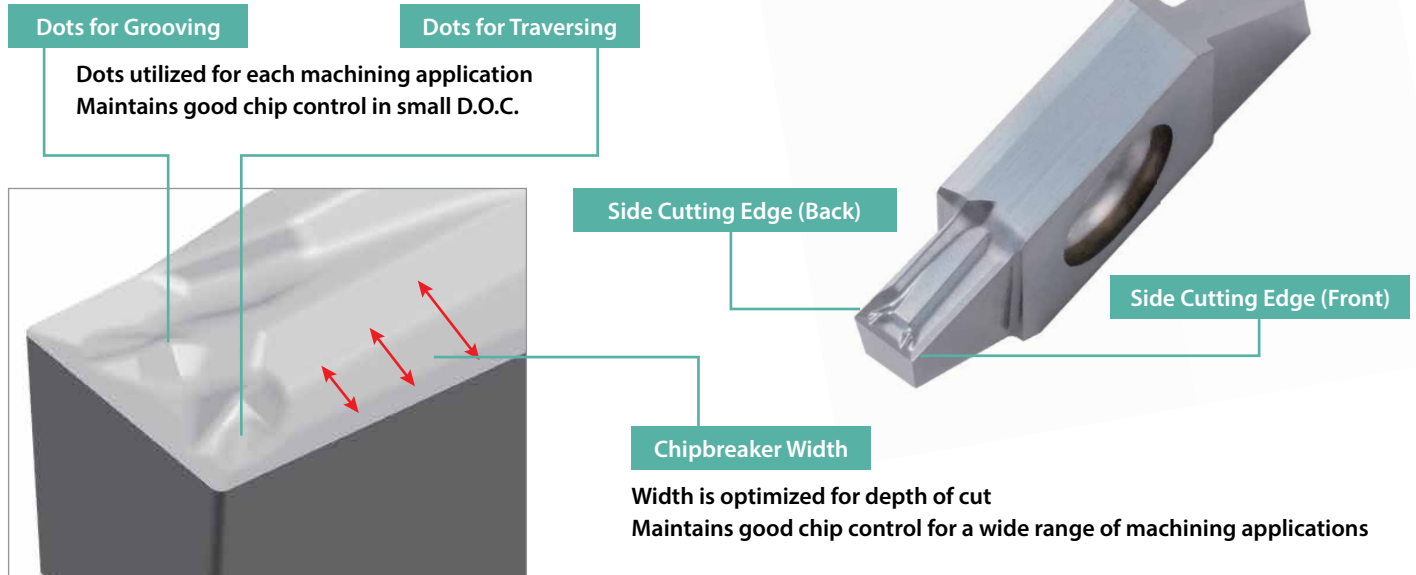 Dots for Grooving
Dots for Traversing
Dots utilized for each machining application
Maintains good chip control in small D.O.C.
Side Cutting Edge (Back)
Side Cutting Edge (Front)
Chipbreaker Width
Width is optimized for depth of cut
Maintains good chip control for a wide range of machining applications